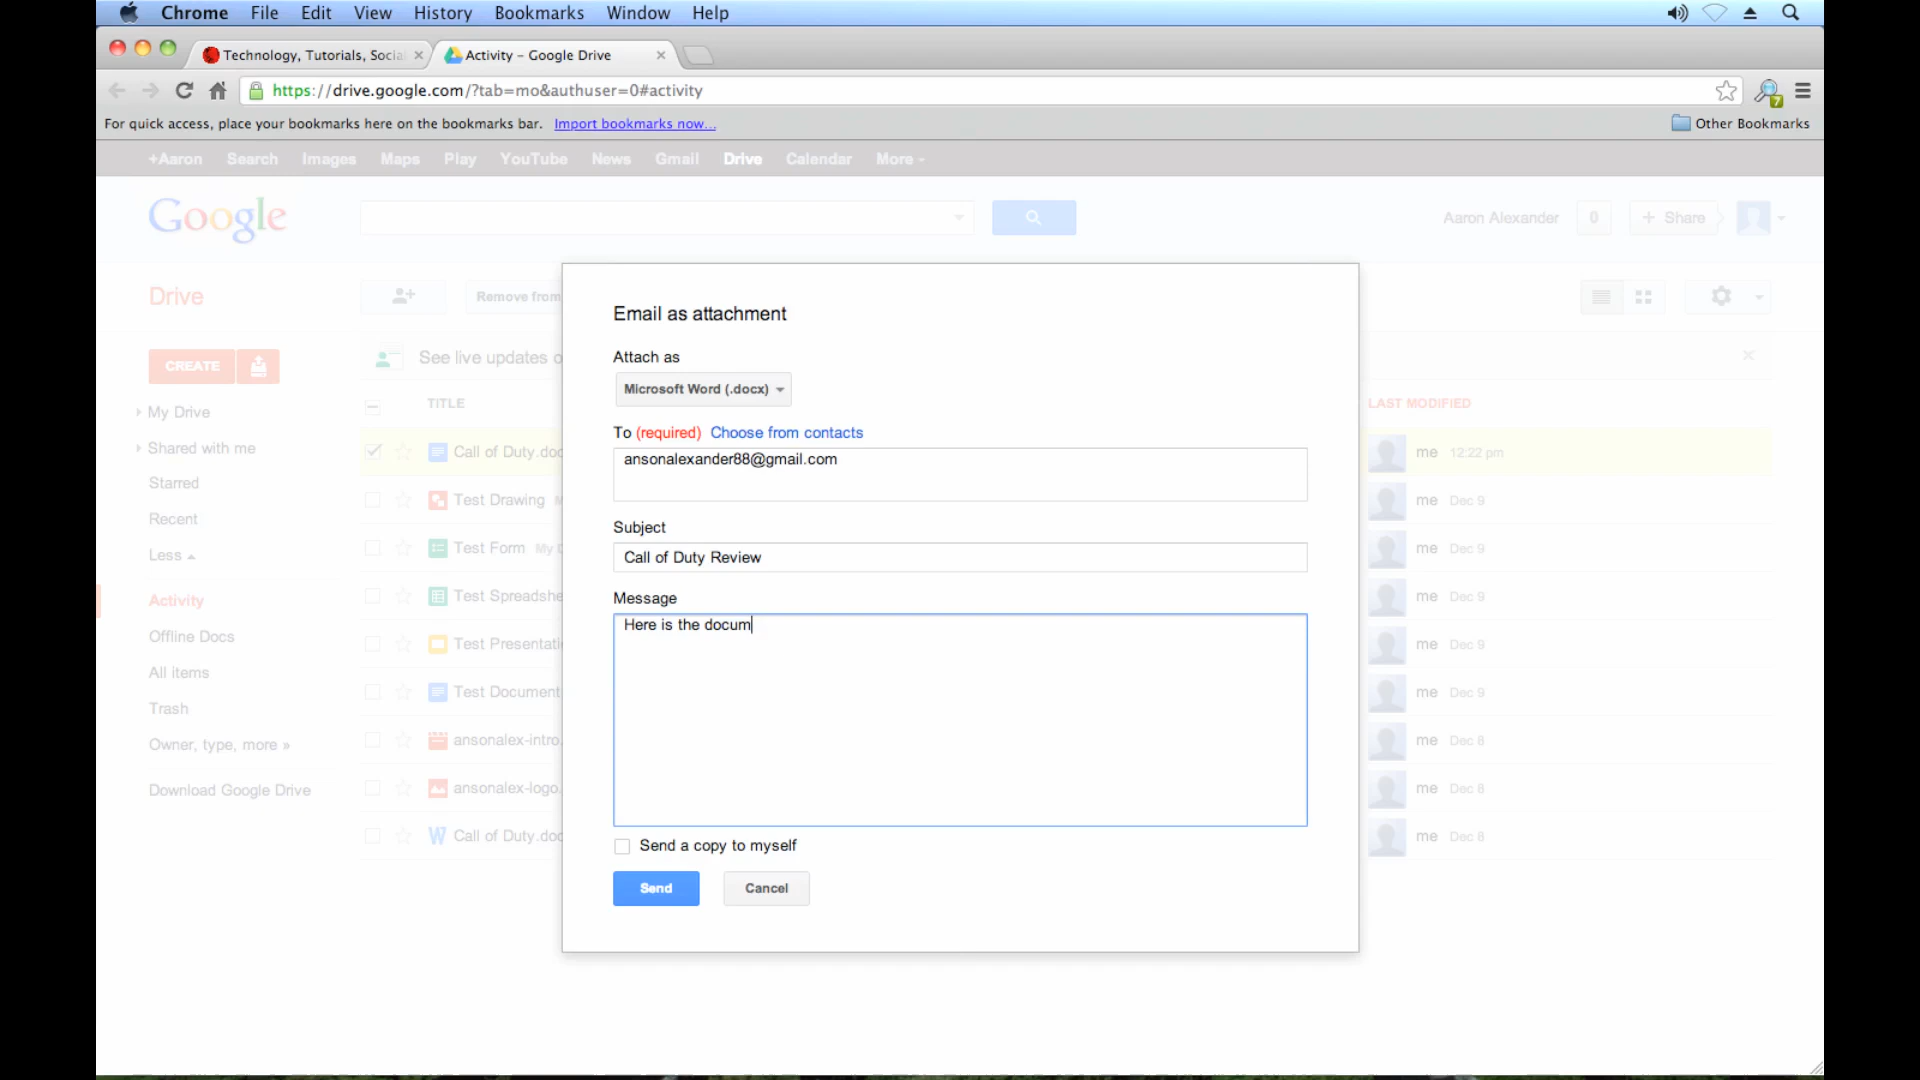 Chrome File Edit View History Bookmarks Window Help
Technology, Tutorials, Socia
Activity – Google Drive
https://drive.google.com/?tab=mo&authuser=0#activity
7
For quick access, place your bookmarks here on the bookmarks bar. Import bookmarks now...
Other Bookmarks
+Aaron Search Images Maps Play YouTube News Gmail Drive Calendar More
Google
Aaron Alexander 0 + Share
Drive
Remove from
Email as attachment
CREATE
See live updates o
Attach as
Microsoft Word (.docx)
TITLE
LAST MODIFIED
My Drive
To (required) Choose from contacts
Shared with me
Call of Duty.doc
ansonalexander88@gmail.com
me 12:22 pm
Starred
Test Drawing M
me Dec 9
Recent
Subject
Test Form My D
Call of Duty Review
me Dec 9
Less
Activity
Test Spreadshe
Message
me Dec 9
Here is the docum
Offline Docs
Test Presentati
me Dec 9
All items
Test Document
me Dec 9
Trash
Owner, type, more »
ansonalex-intro.
me Dec 8
Download Google Drive
ansonalex-logo.
me Dec 8
W Call of Duty.doc
me Dec 8
Send a copy to myself
Send Cancel